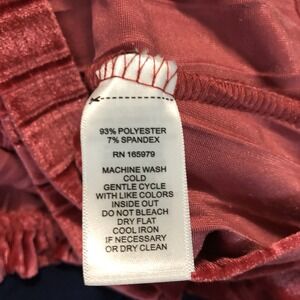 93% POLYESTER
7% SPANDEX
RN 165979
MACHINE WASH
COLD
GENTLE CYCLE
WITH LIKE COLORS
INSIDE OUT
DO NOT BLEACH
DRY FLAT
COOL IRON
IF NECESSARY
OR DRY CLEAN